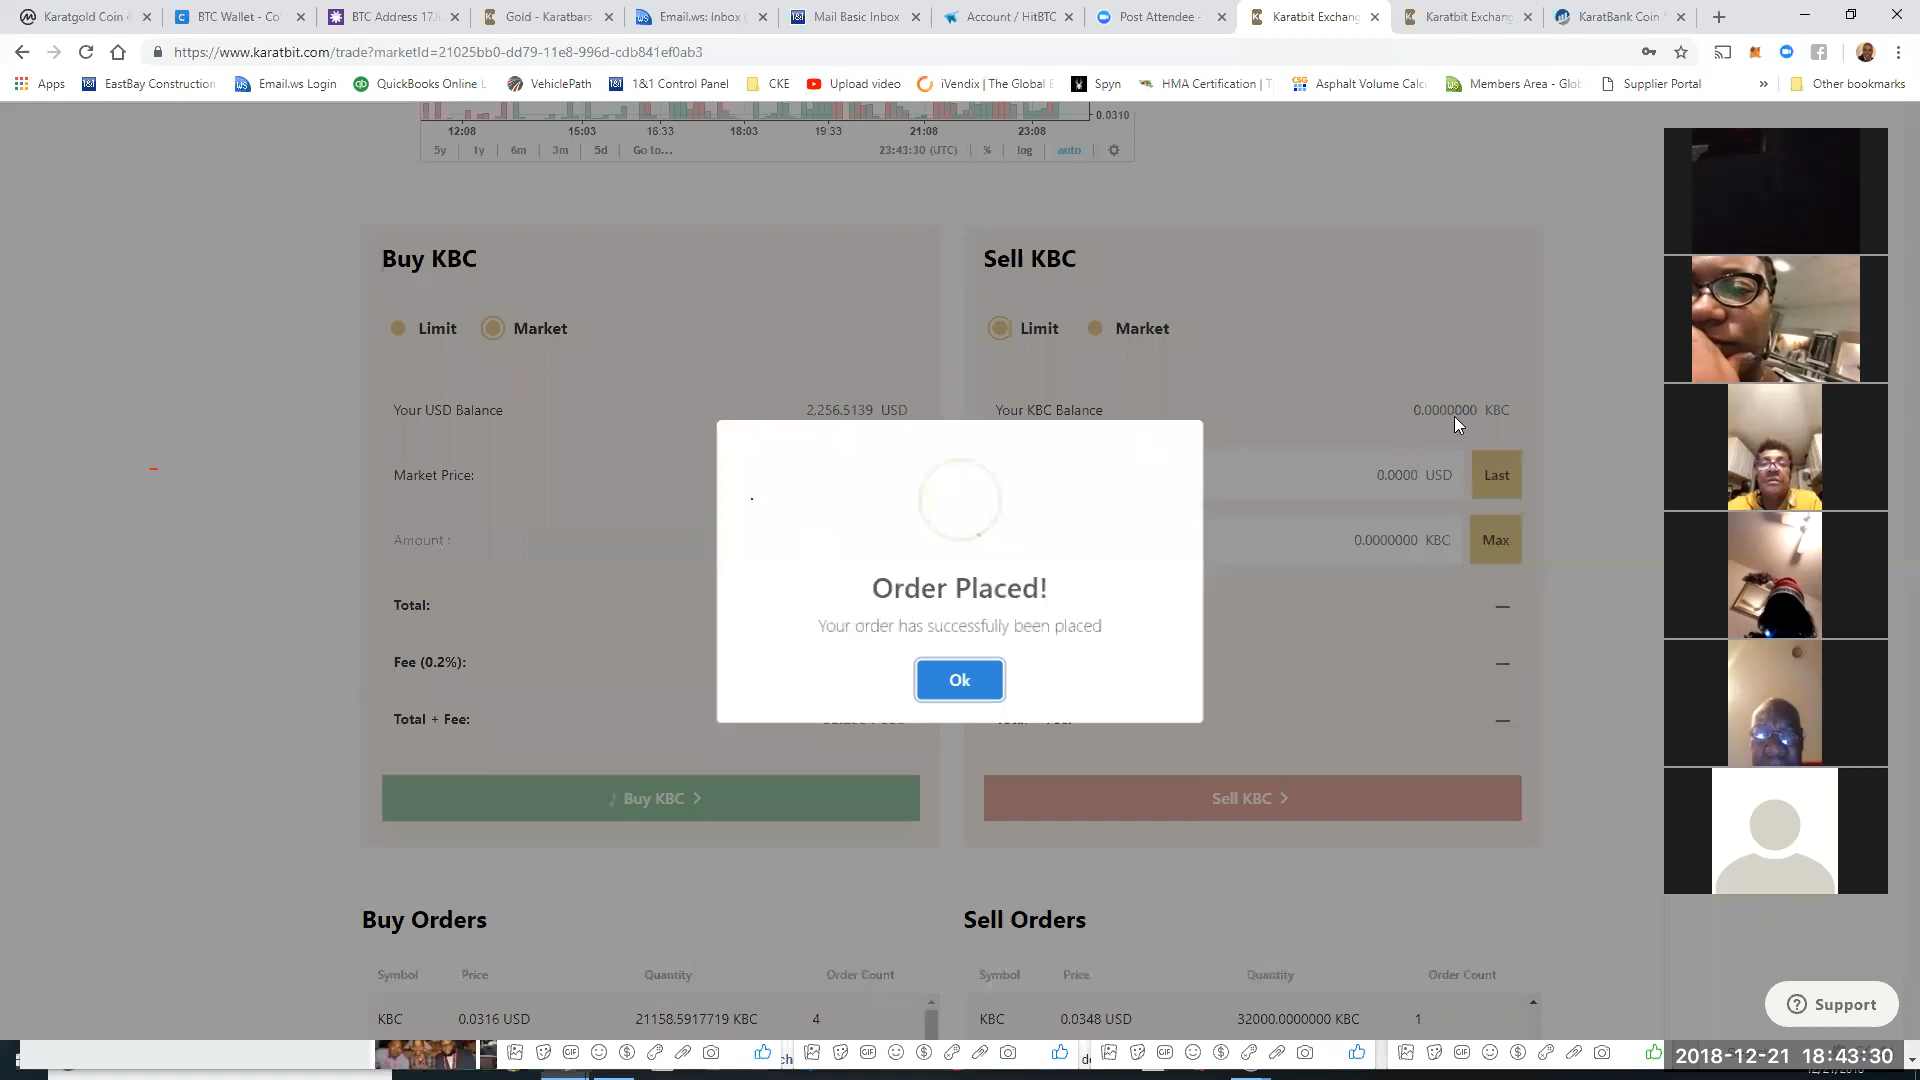 Karatgold Coin
BTC Wallet - Co
BTC Address 17
Gold - Karatbars
Email.ws: Inbox
Mail Basic Inbox
Account / HitBTC
Post Attendee -
Karatbit Exchang
Karatbit Exchang
KaratBank Coin
https://www.karatbit.com/trade?marketId=21025bb0-dd79-11e8-996d-cdb841ef0ab3
Apps
EastBay Construction
Email.ws Login
QuickBooks Online L
VehiclePath
1&1 Control Panel
CKE
Upload video
iVendix | The Global E
Spyn
HMA Certification | T
Asphalt Volume Calcu
Members Area - Glob
Supplier Portal
»
Other bookmarks
0.0310
12:08 15:03 16:33 18:03 19:33 21:08 23:08
5y 1y 6m 3m 5d Go to... 23:43:30 (UTC) % log auto
Buy KBC
Limit Market
Your USD Balance 2,256.5139 USD
Market Price:
Amount :
Total:
Fee (0.2%):
Total + Fee:
Buy KBC >
Sell KBC
Limit Market
Your KBC Balance 0.0000000 KBC
0.0000 USD Last
0.0000000 KBC Max
—
—
—
Sell KBC >
Order Placed!
Your order has successfully been placed
Ok
Buy Orders
Symbol Price Quantity Order Count
KBC 0.0316 USD 21158.5917719 KBC 4
Sell Orders
Symbol Price Quantity Order Count
KBC 0.0348 USD 32000.0000000 KBC 1
Support
GIF
GIF
GIF
GIF
2018-12-21 18:43:30